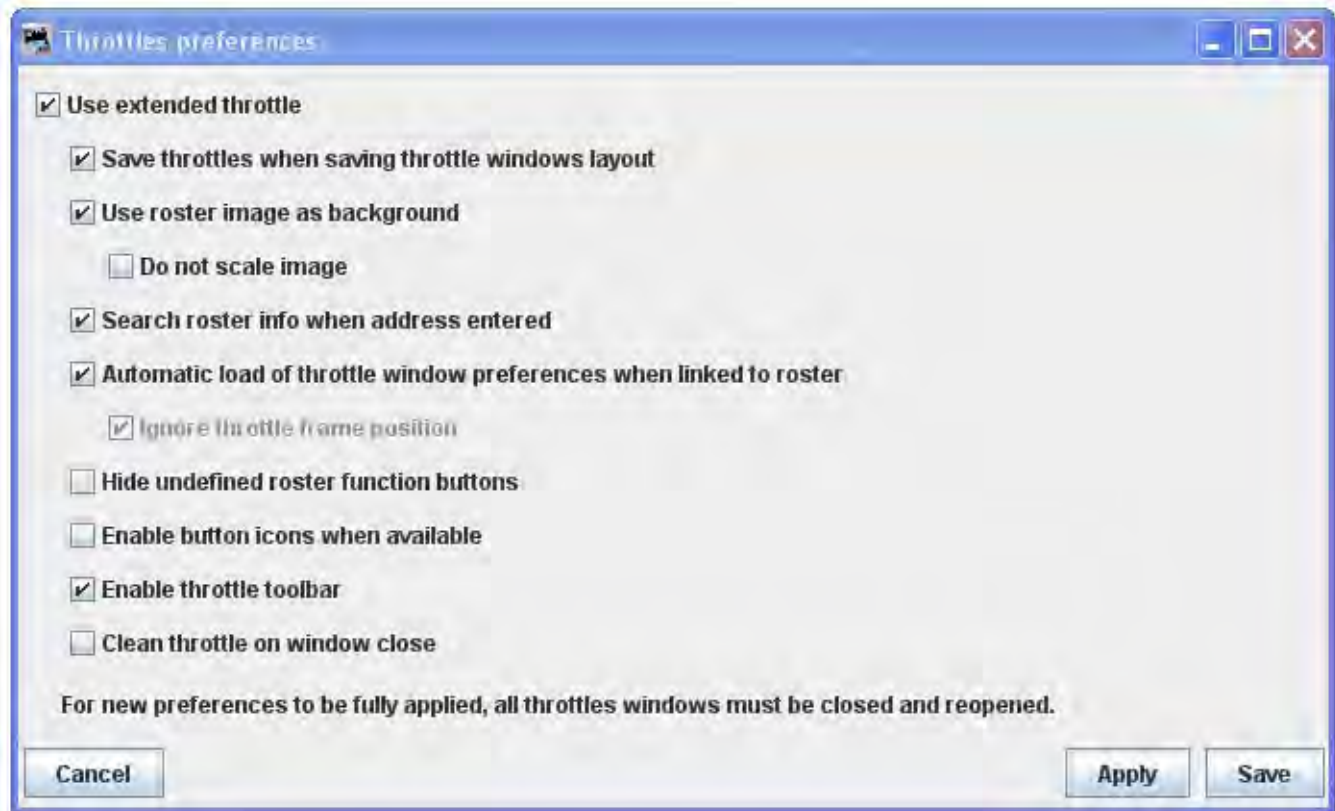 Throttles preferences
Use extended throttle
Save throttles when saving throttle windows layout
Use roster image as background
Do not scale image
Search roster info when address entered
Automatic load of throttle window preferences when linked to roster
Ignore throttle frame position
Hide undefined roster function buttons
Enable button icons when available
Enable throttle toolbar
Clean throttle on window close
For new preferences to be fully applied, all throttles windows must be closed and reopened.
Cancel Apply Save